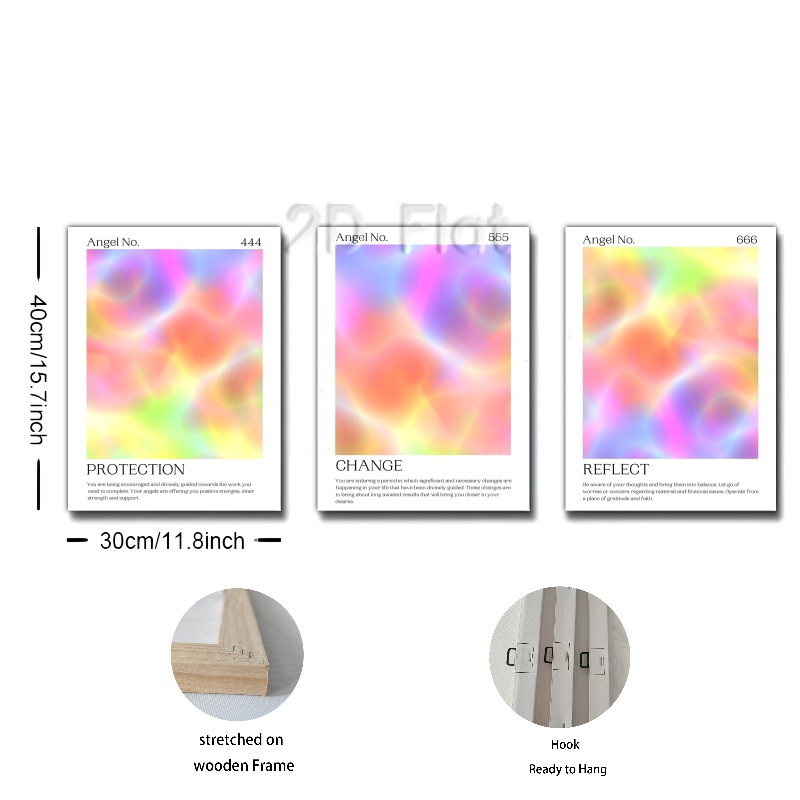 2D Flat
Angel No. 444
PROTECTION
You are being encouraged and divinely guided towards the work you
need to complete. Your angels are offering you positive energies, inner
strength and support.
Angel No. 555
CHANGE
You are entering a period in which significant and necessary changes are
happening in your life that have been divinely guided. These changes are
to bring about long awaited results that will bring you closer to your
desires.
Angel No. 666
REFLECT
Be aware of your thoughts and bring them into balance. Let go of
worries or concers regarding material and financial issues. Operate from
a place of gratitude and faith.
40cm/15.7inch
30cm/11.8inch
stretched on
wooden Frame
Hook
Ready to Hang